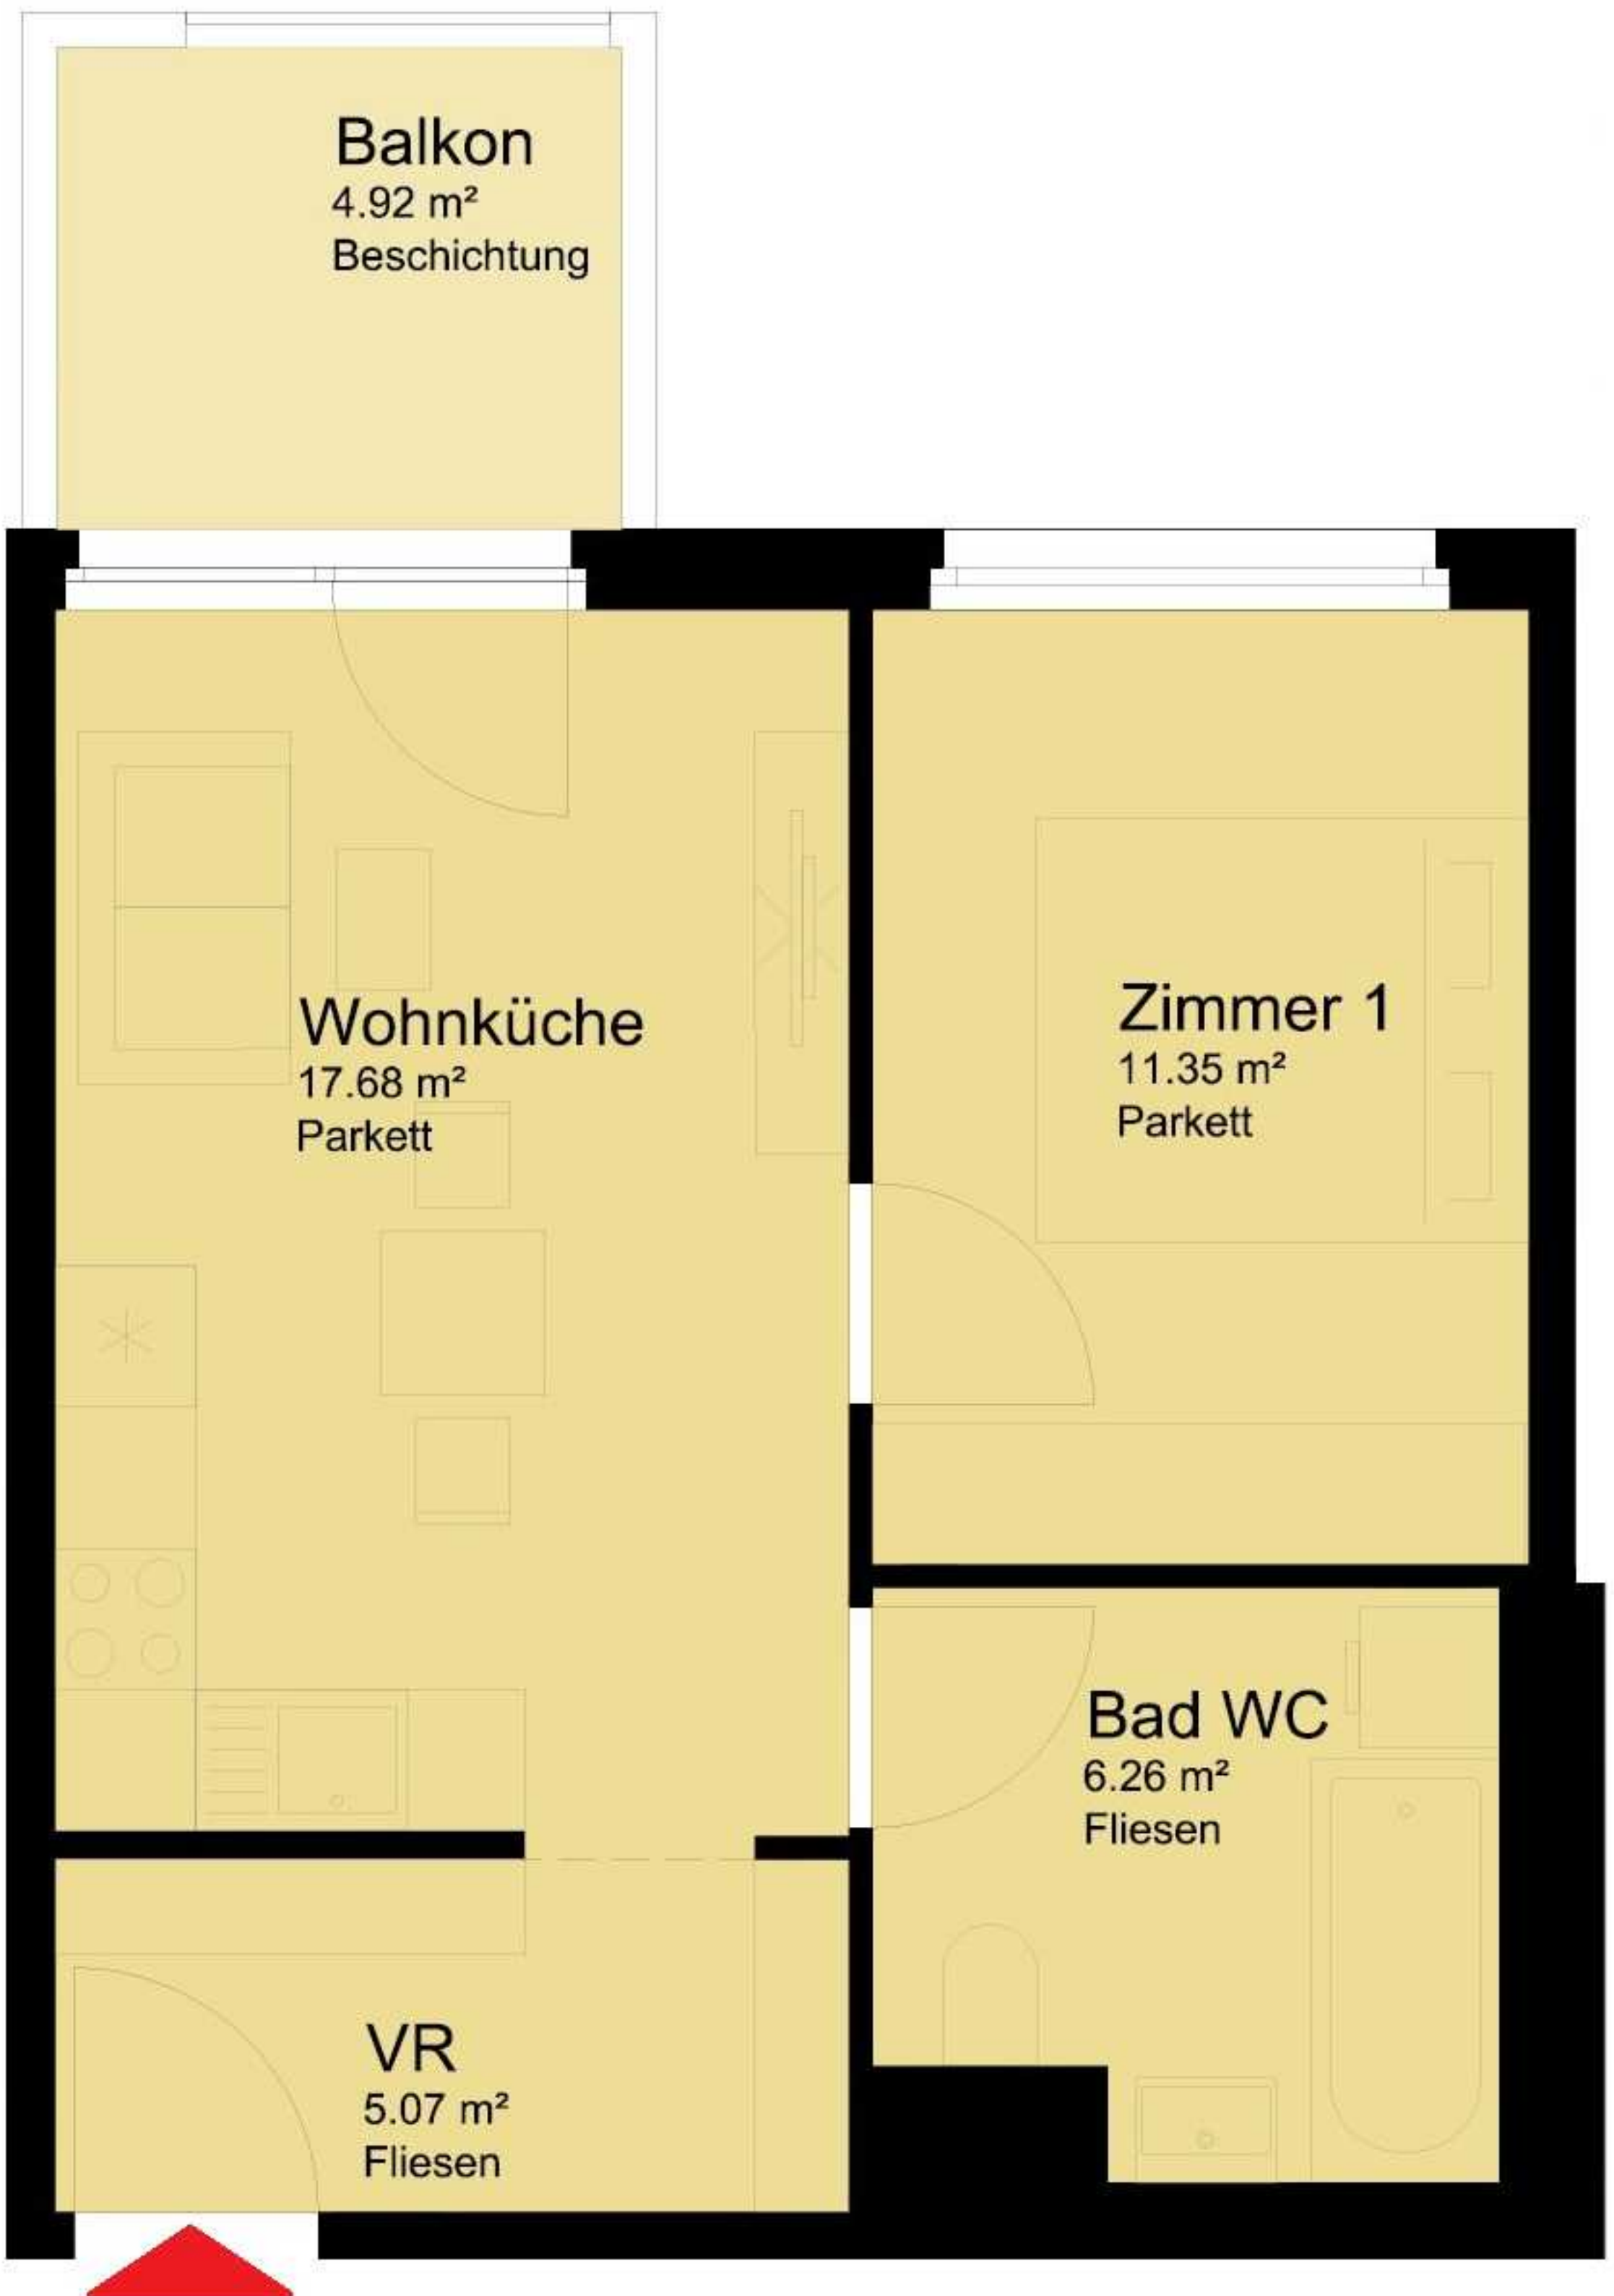 Balkon
4.92 m²
Beschichtung
Wohnküche
17.68 m²
Parkett
Zimmer 1
11.35 m²
Parkett
Bad WC
6.26 m²
Fliesen
VR
5.07 m²
Fliesen